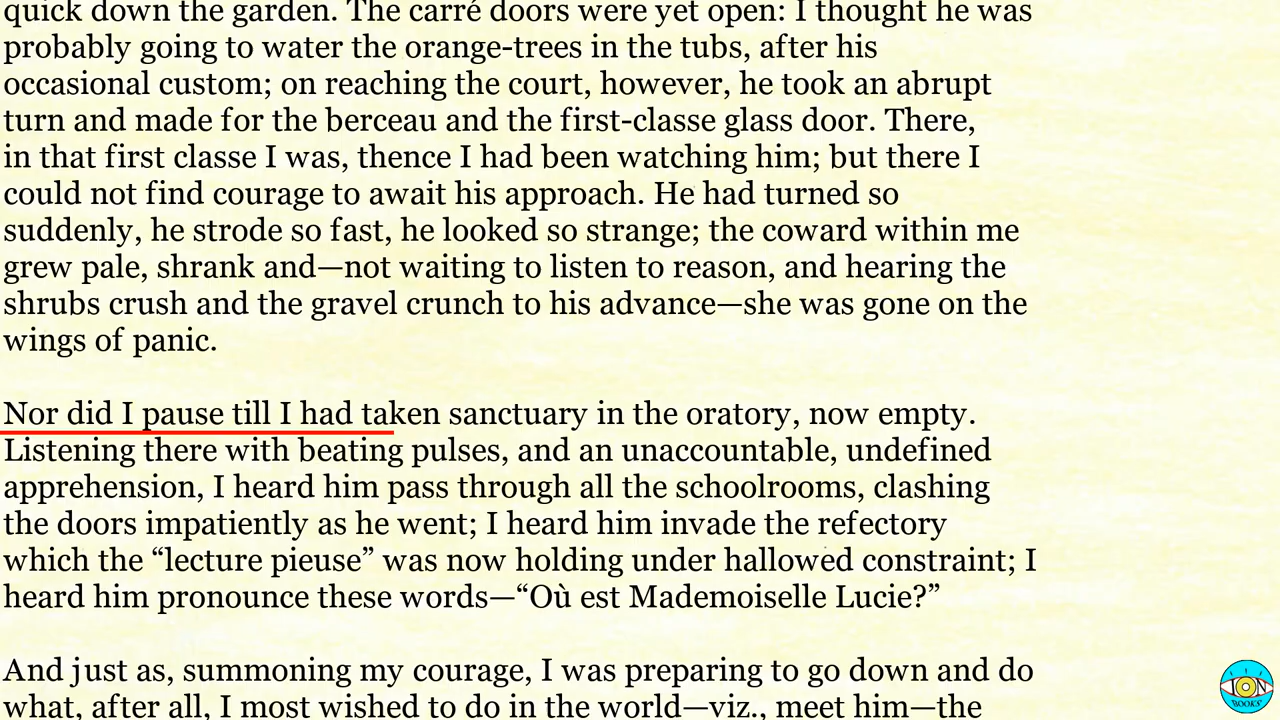 quick down the garden. The carré doors were yet open: I thought he was
probably going to water the orange-trees in the tubs, after his
occasional custom; on reaching the court, however, he took an abrupt
turn and made for the berceau and the first-classe glass door. There,
in that first classe I was, thence I had been watching him; but there I
could not find courage to await his approach. He had turned so
suddenly, he strode so fast, he looked so strange; the coward within me
grew pale, shrank and—not waiting to listen to reason, and hearing the
shrubs crush and the gravel crunch to his advance—she was gone on the
wings of panic.
Nor did I pause till I had taken sanctuary in the oratory, now empty.
Listening there with beating pulses, and an unaccountable, undefined
apprehension, I heard him pass through all the schoolrooms, clashing
the doors impatiently as he went; I heard him invade the refectory
which the “lecture pieuse” was now holding under hallowed constraint; I
heard him pronounce these words—“Où est Mademoiselle Lucie?”
And just as, summoning my courage, I was preparing to go down and do
what, after all, I most wished to do in the world—viz., meet him—the
ION
BOOKS